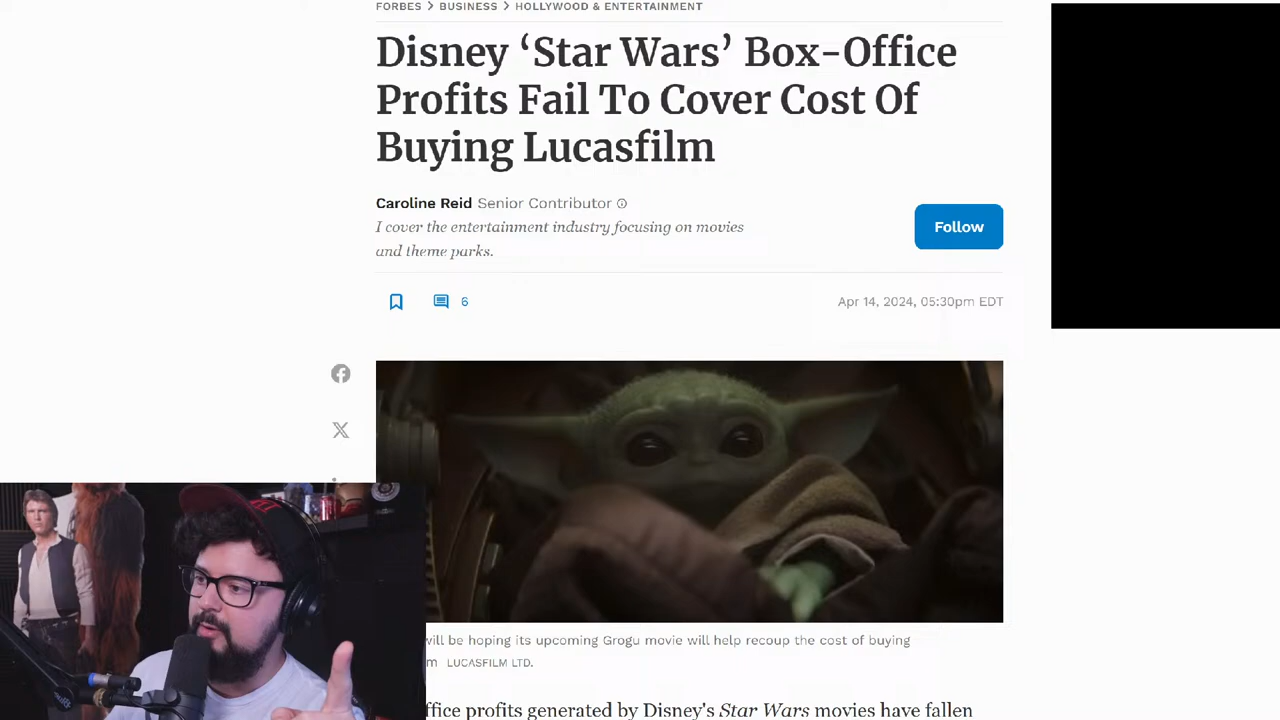 FORBES > BUSINESS > HOLLYWOOD & ENTERTAINMENT
Disney ‘Star Wars’ Box-Office
Profits Fail To Cover Cost Of
Buying Lucasfilm
Caroline Reid Senior Contributor
I cover the entertainment industry focusing on movies
and theme parks.
Follow
6
Apr 14, 2024, 05:30pm EDT
will be hoping its upcoming Grogu movie will help recoup the cost of buying
LUCASFILM LTD.
profits generated by Disney's Star Wars movies have fallen